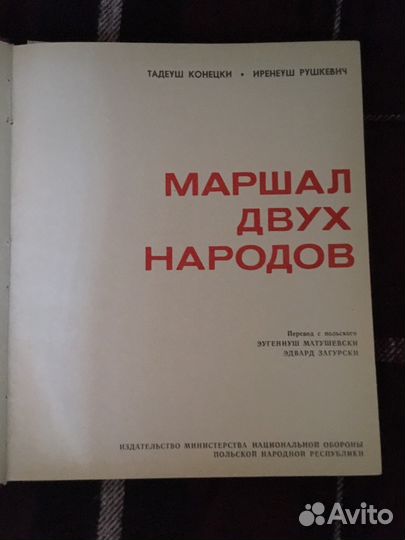 ТАДЕУШ КОНЕЦКИ • ИРЕНЕУШ РУШКЕВИЧ
МАРШАЛ
ДВУХ
НАРОДОВ
Перевод с польского
ЭУГЕНИУШ МАТУШЕВСКИ
ЭДВАРД ЗАГУРСКИ
ИЗДАТЕЛЬСТВО МИНИСТЕРСТВА НАЦИОНАЛЬНОЙ ОБОРОНЫ
ПОЛЬСКОЙ НАРОДНОЙ РЕСПУБЛИКИ
Avito